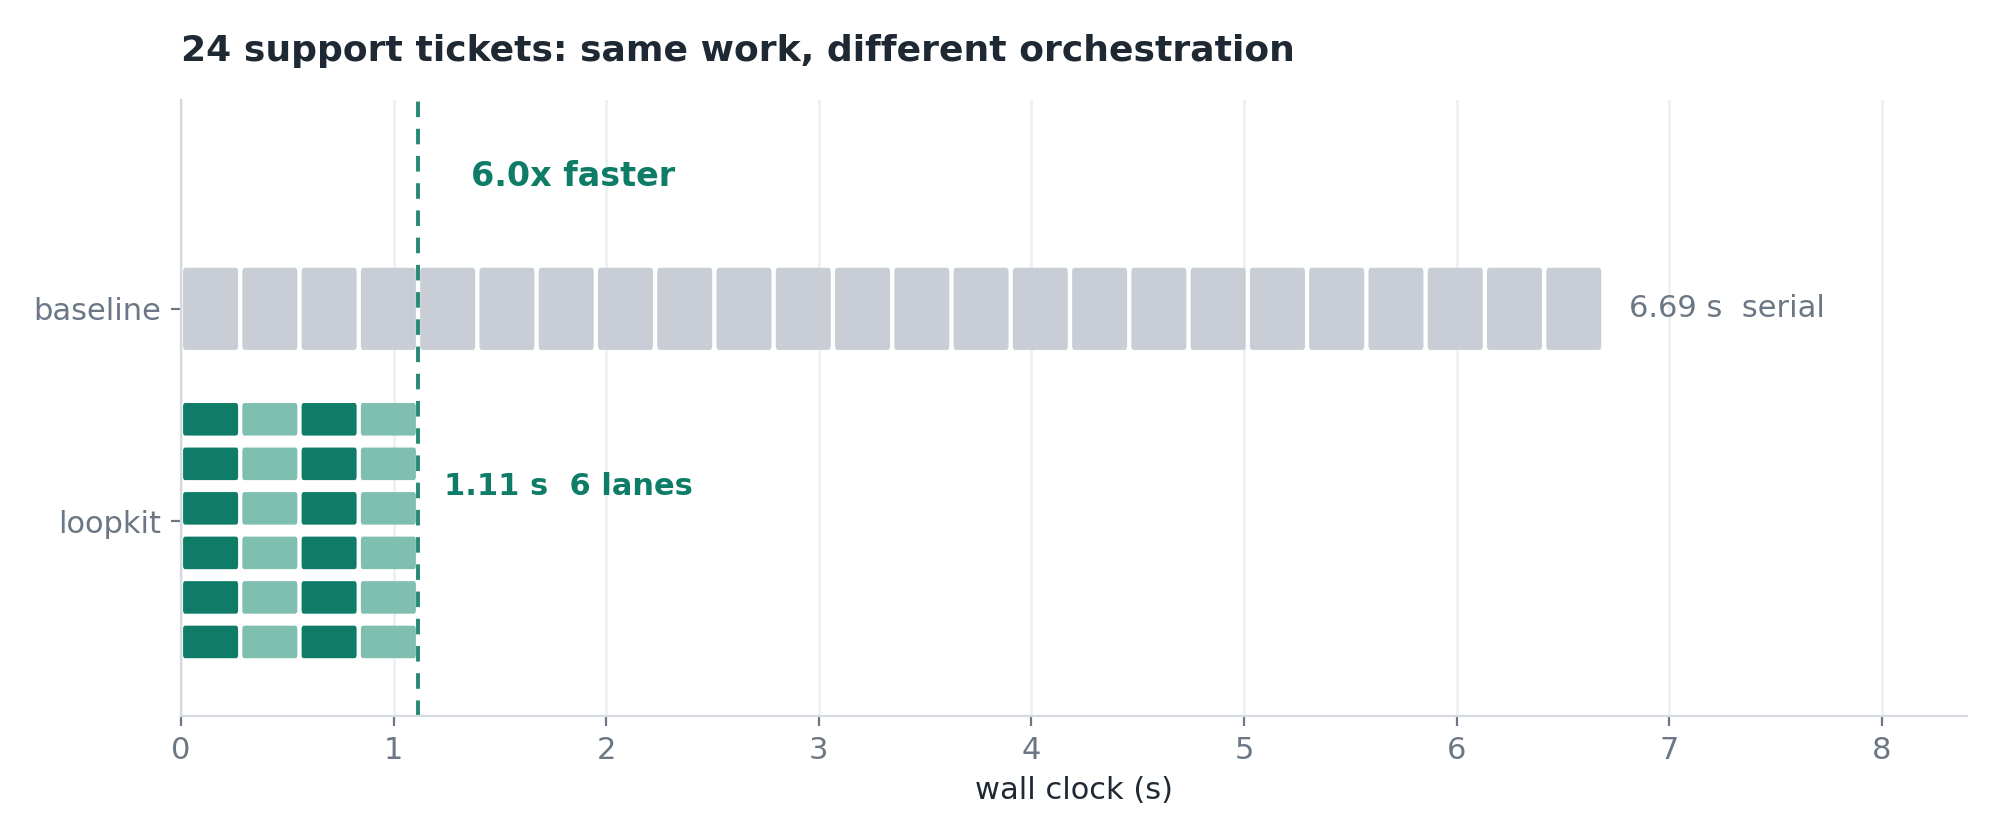 24 support tickets: same work, different orchestration
6.0x faster
baseline
6.69 s  serial
1.11 s  6 lanes
loopkit
0 1 2 3 4 5 6 7 8
wall clock (s)